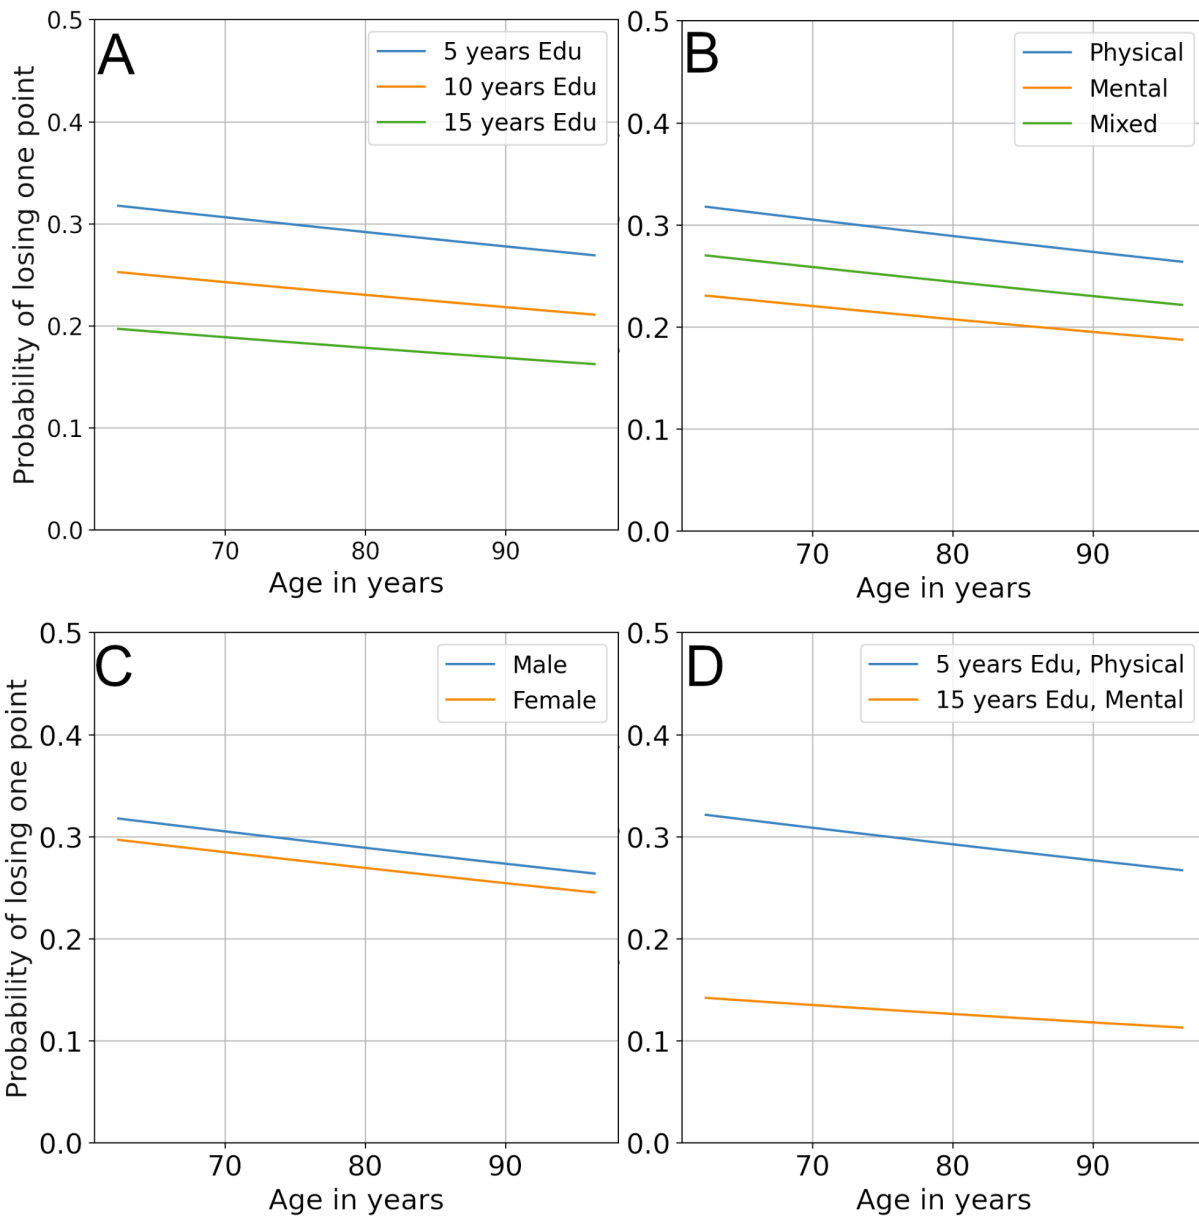 A
0.5
0.4
0.3
0.2
0.1
0.0
Probability of losing one point
5 years Edu
10 years Edu
15 years Edu
70 80 90
Age in years
B
0.5
0.4
0.3
0.2
0.1
0.0
Physical
Mental
Mixed
70 80 90
Age in years
C
0.5
0.4
0.3
0.2
0.1
0.0
Probability of losing one point
Male
Female
70 80 90
Age in years
D
0.5
0.4
0.3
0.2
0.1
0.0
5 years Edu, Physical
15 years Edu, Mental
70 80 90
Age in years